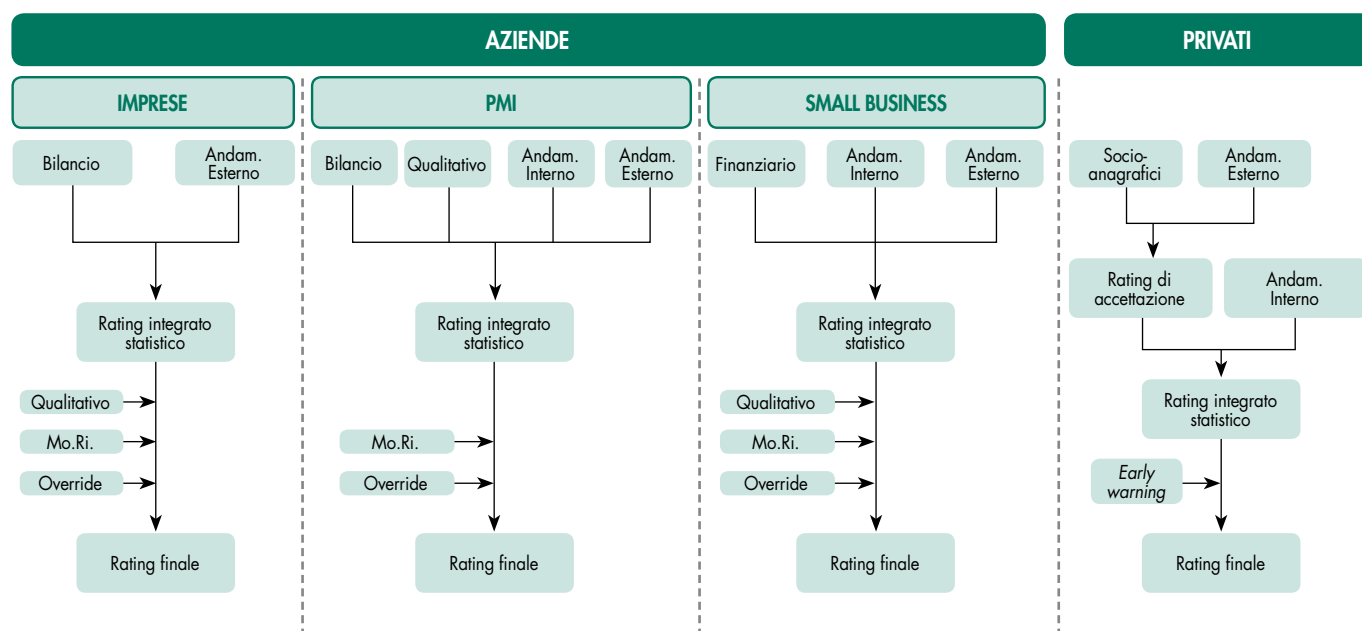 AZIENDE
PRIVATI
IMPRESE
PMI
SMALL BUSINESS
Bilancio
Andam.
Esterno
Bilancio
Qualitativo
Andam.
Interno
Andam.
Esterno
Finanziario
Andam.
Interno
Andam.
Esterno
Socio-
anagrafici
Andam.
Esterno
Rating di
accettazione
Andam.
Interno
Rating integrato
statistico
Rating integrato
statistico
Rating integrato
statistico
Rating integrato
statistico
Qualitativo
Mo.Ri.
Override
Mo.Ri.
Override
Qualitativo
Mo.Ri.
Override
Early
warning
Rating finale
Rating finale
Rating finale
Rating finale